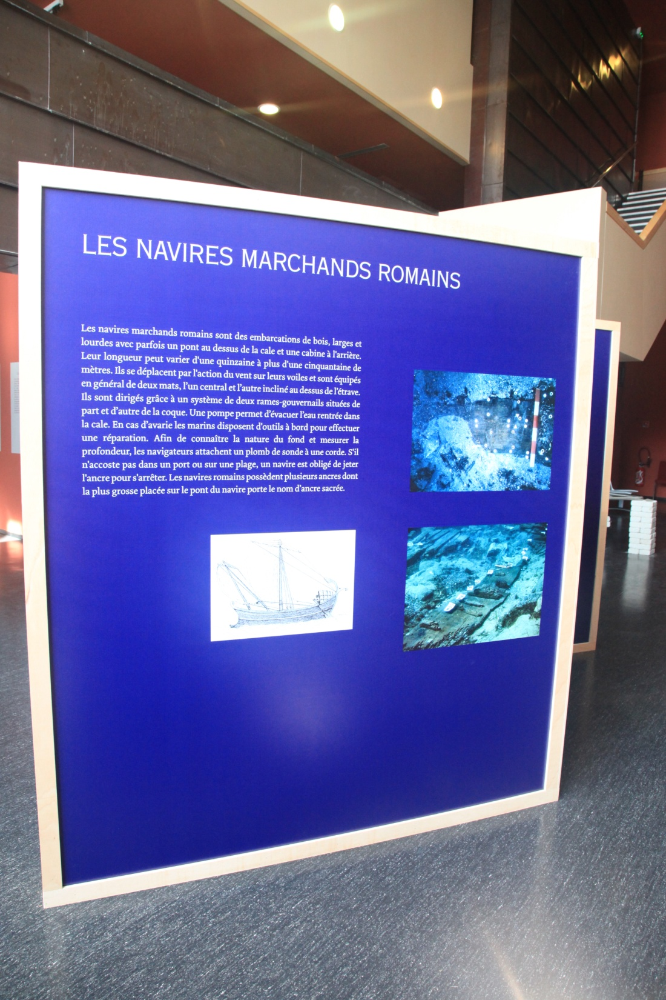 LES NAVIRES MARCHANDS ROMAINS
Les navires marchands romains sont des embarcations de bois, larges et
lourdes avec parfois un pont au dessus de la cale et une cabine à l'arrière.
Leur longueur peut varier d'une quinzaine à plus d'une cinquantaine de
mètres. Ils se déplacent par l'action du vent sur leurs voiles et sont équipés
en général de deux mats, l'un central et l'autre incliné au dessus de l'étrave.
Ils sont dirigés grâce à un système de deux rames-gouvernails situées de
part et d'autre de la coque. Une pompe permet d'évacuer l'eau rentrée dans
la cale. En cas d'avarie les marins disposent d'outils à bord pour effectuer
une réparation. Afin de connaître la nature du fond et mesurer la
profondeur, les navigateurs attachent un plomb de sonde à une corde. S'il
n'accoste pas dans un port ou sur une plage, un navire est obligé de jeter
l'ancre pour s'arrêter. Les navires romains possèdent plusieurs ancres dont
la plus grosse placée sur le pont du navire porte le nom d'ancre sacrée.